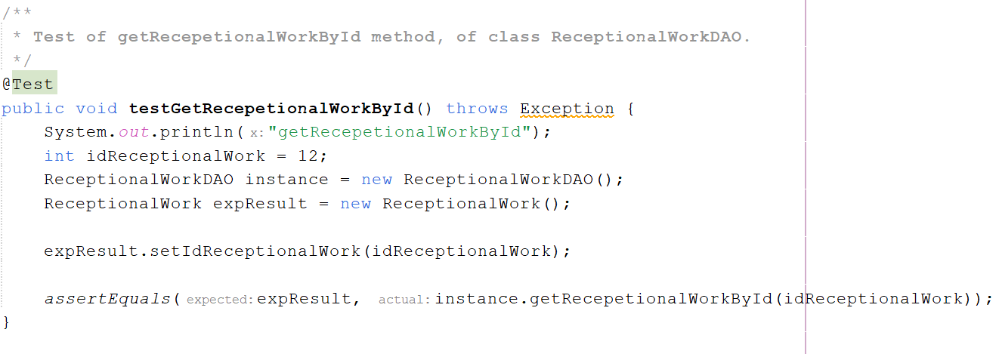 /**
 * Test of getRecepetionalWorkById method, of class ReceptionalWorkDAO.
 */
@Test
public void testGetRecepetionalWorkById() throws Exception {
    System.out.println( x: "getRecepetionalWorkById");
    int idReceptionalWork = 12;
    ReceptionalWorkDAO instance = new ReceptionalWorkDAO();
    ReceptionalWork expResult = new ReceptionalWork();
    expResult.setIdReceptionalWork(idReceptionalWork);
    assertEquals( expected: expResult, actual: instance.getRecepetionalWorkById(idReceptionalWork));
}